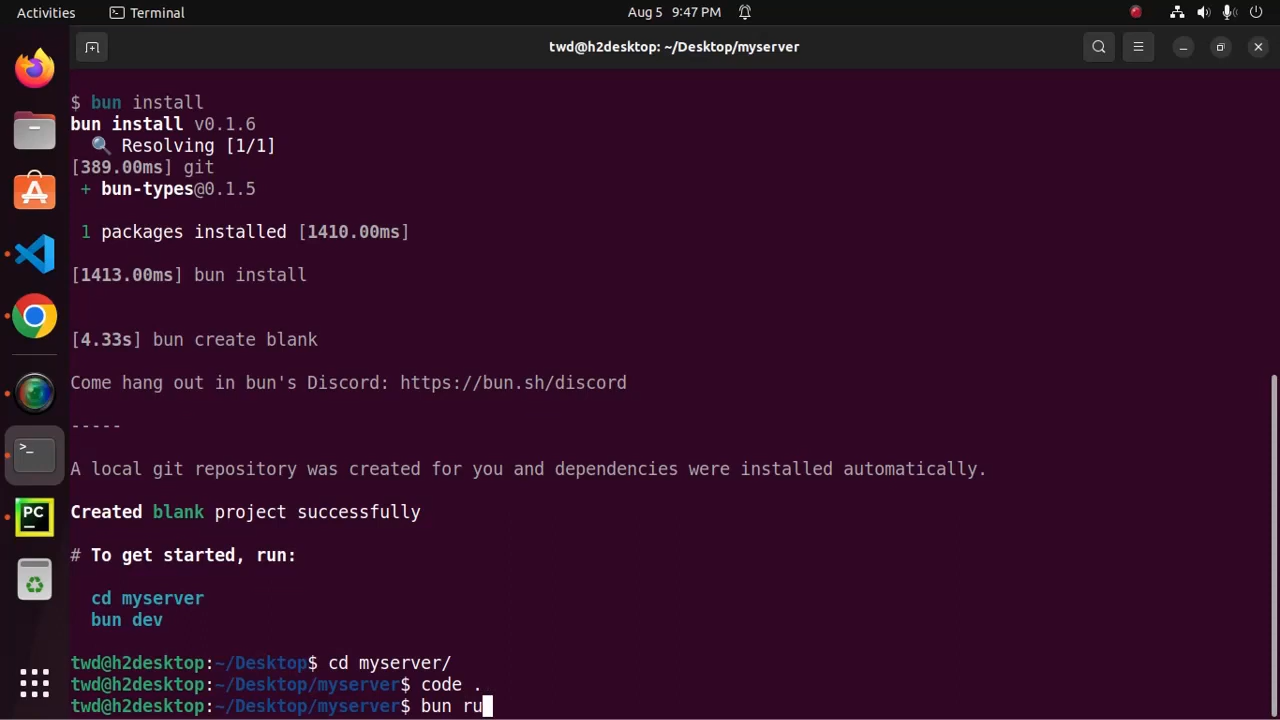 Activities
Terminal
Aug 5 9:47 PM
twd@h2desktop: ~/Desktop/myserver
$ bun install
bun install v0.1.6
🔍 Resolving [1/1]
[389.00ms] git
+ bun-types@0.1.5
1 packages installed [1410.00ms]
[1413.00ms] bun install
[4.33s] bun create blank
Come hang out in bun's Discord: https://bun.sh/discord
-----
A local git repository was created for you and dependencies were installed automatically.
Created blank project successfully
# To get started, run:
cd myserver
bun dev
twd@h2desktop:~/Desktop$ cd myserver/
twd@h2desktop:~/Desktop/myserver$ code .
twd@h2desktop:~/Desktop/myserver$ bun ru
PC